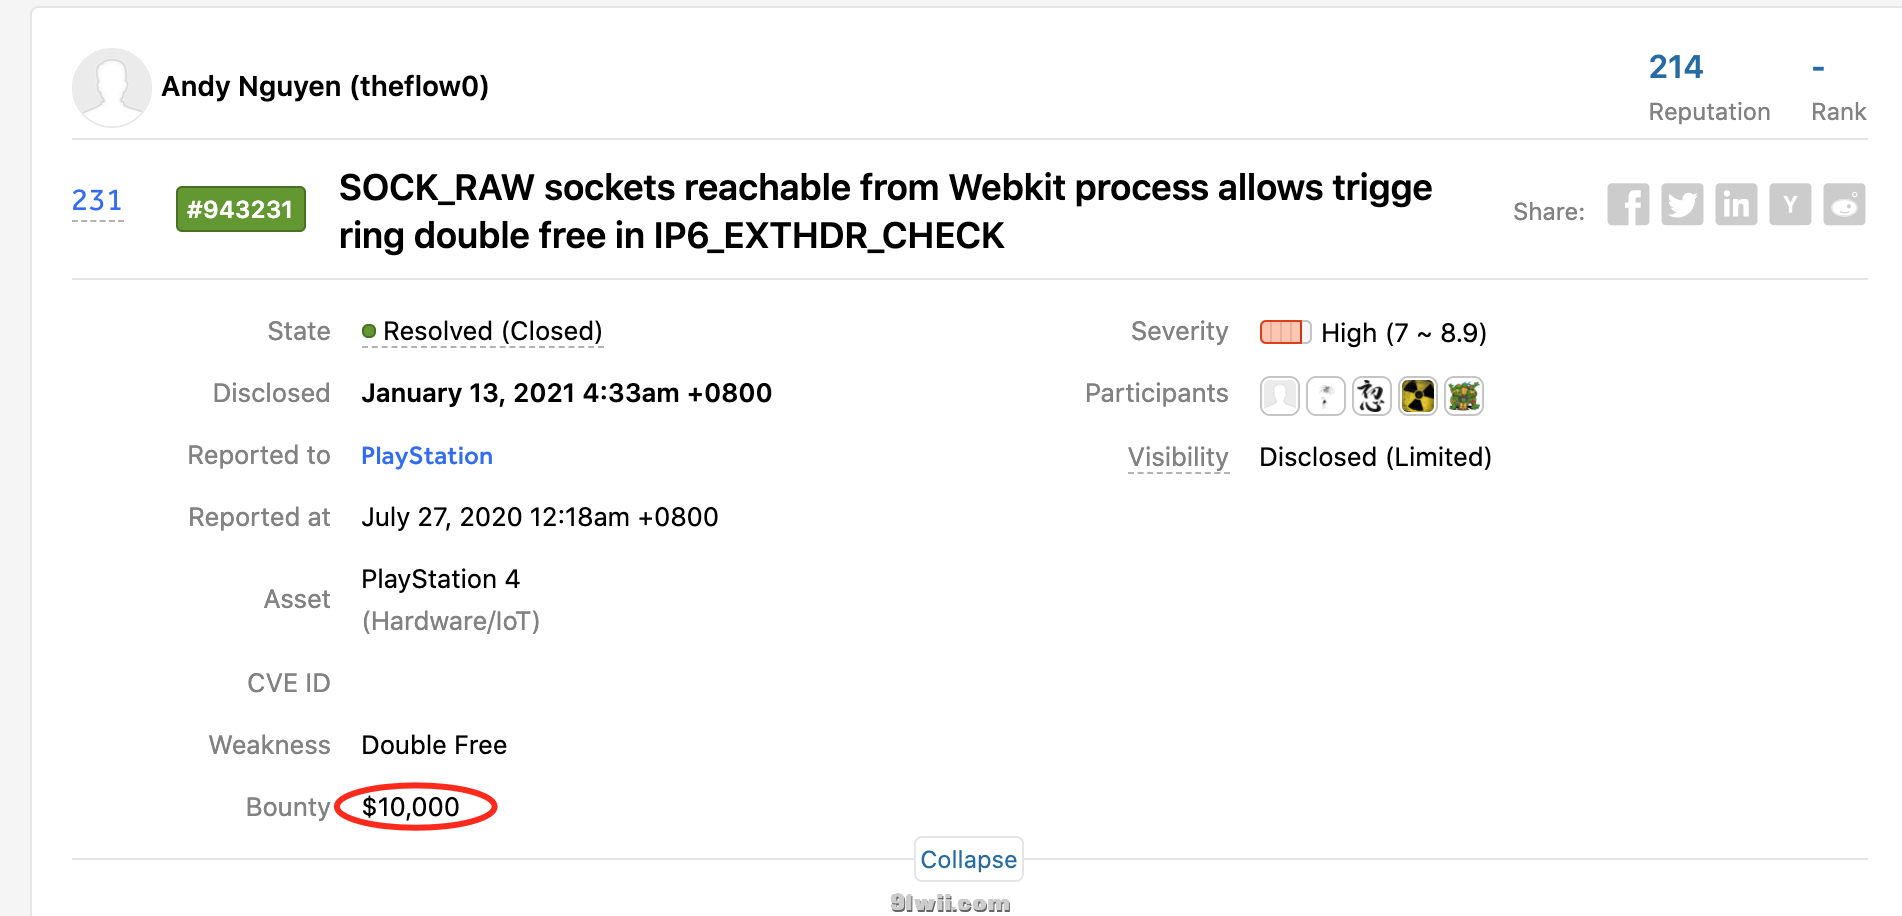 Andy Nguyen (theflow0)
214
-
Reputation
Rank
231
#943231
SOCK_RAW sockets reachable from Webkit process allows trigge
ring double free in IP6_EXTHDR_CHECK
Share:
State
Resolved (Closed)
Severity
High (7 ~ 8.9)
Disclosed
January 13, 2021 4:33am +0800
Participants
Reported to
PlayStation
Visibility
Disclosed (Limited)
Reported at
July 27, 2020 12:18am +0800
Asset
PlayStation 4
(Hardware/IoT)
CVE ID
Weakness
Double Free
Bounty
$10,000
Collapse
91wii.com